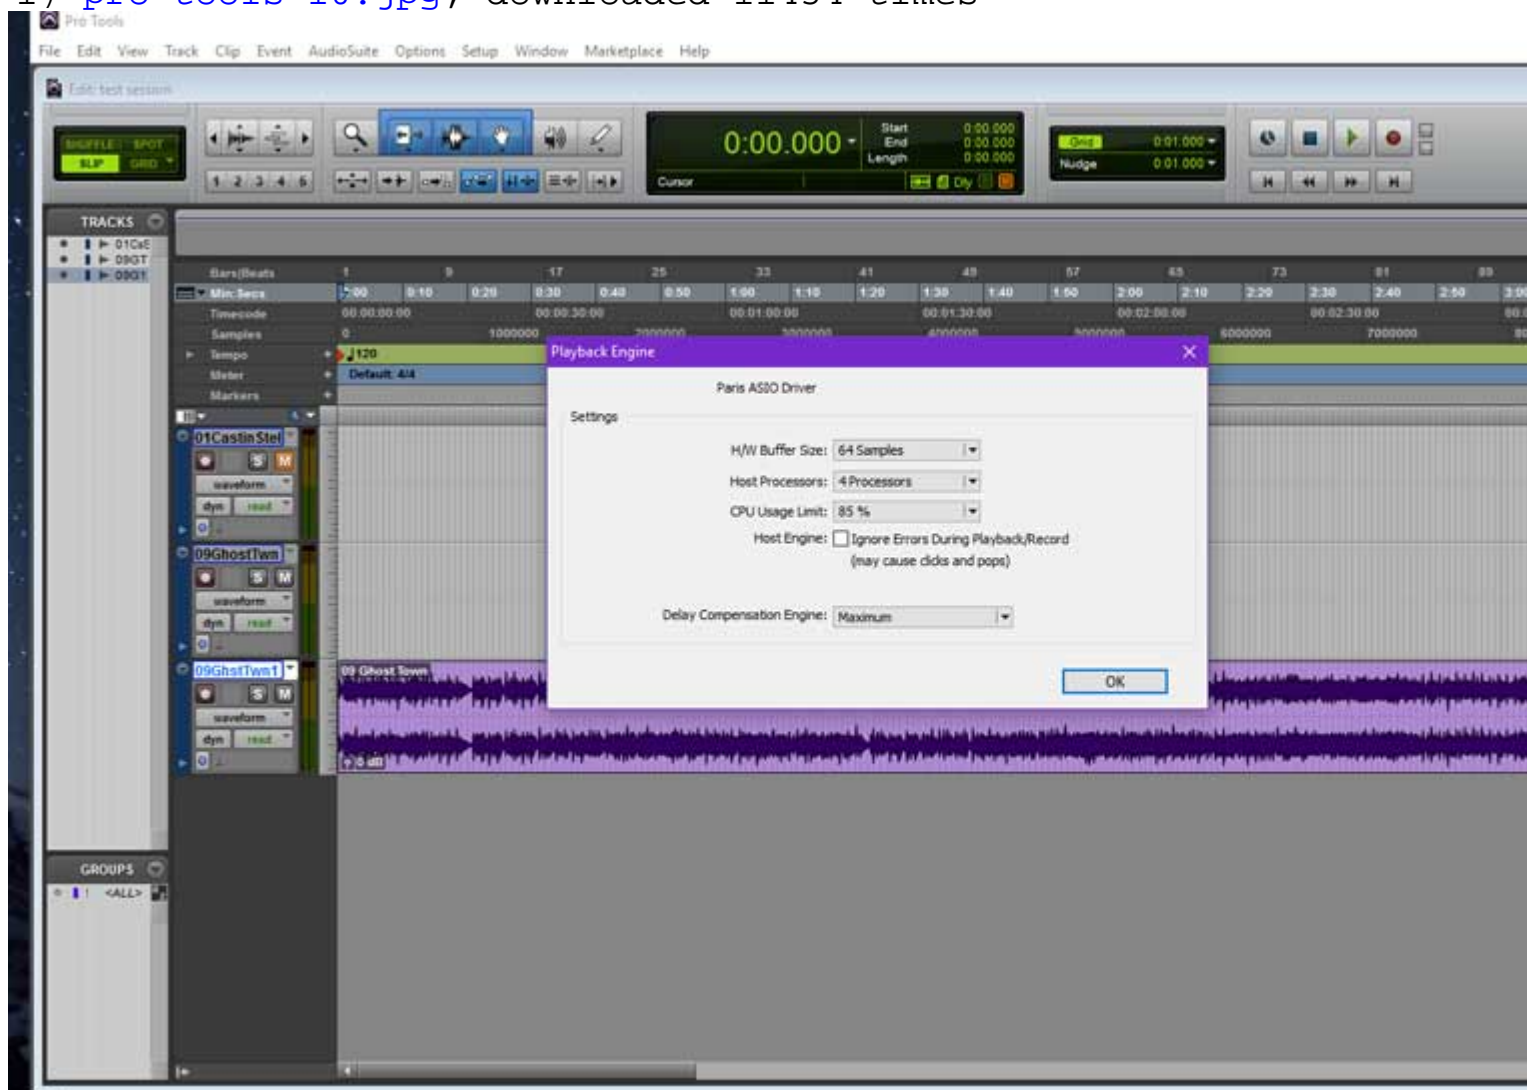 1) pro tools 10.jpg, downloaded 11454 times
Pro Tools
File Edit View Track Clip Event AudioSuite Options Setup Window Marketplace Help
Edit: test session
SHUFFLE SPOT
SLIP GRID
1 2 3 4 5
0:00.000
Start 0:00.000
End 0:00.000
Length 0:00.000
Cursor
Dly
Grid 0:01.000
Nudge 0:01.000
TRACKS
01CaS
09GT
09GT
Bars|Beats 1 9 17 25 33 41 49 57 65 73 81 89
Min:Secs 0:00 0:10 0:20 0:30 0:40 0:50 1:00 1:10 1:20 1:30 1:40 1:50 2:00 2:10 2:20 2:30 2:40 2:50 3:00
Timecode 00:00:00:00 00:00:30:00 00:01:00:00 00:01:30:00 00:02:00:00 00:02:30:00
Samples 0 1000000 2000000 3000000 4000000 5000000 6000000 7000000
Tempo 120
Meter Default: 4/4
Markers
01CastinStel
S M
waveform
dyn read
09GhostTwn
S M
waveform
dyn read
09GhstTwn1
S M
waveform
dyn read
09 Ghost Town
0 dB
Playback Engine
Paris ASIO Driver
Settings
H/W Buffer Size: 64 Samples
Host Processors: 4 Processors
CPU Usage Limit: 85 %
Host Engine: Ignore Errors During Playback/Record
(may cause clicks and pops)
Delay Compensation Engine: Maximum
OK
GROUPS
! <ALL>